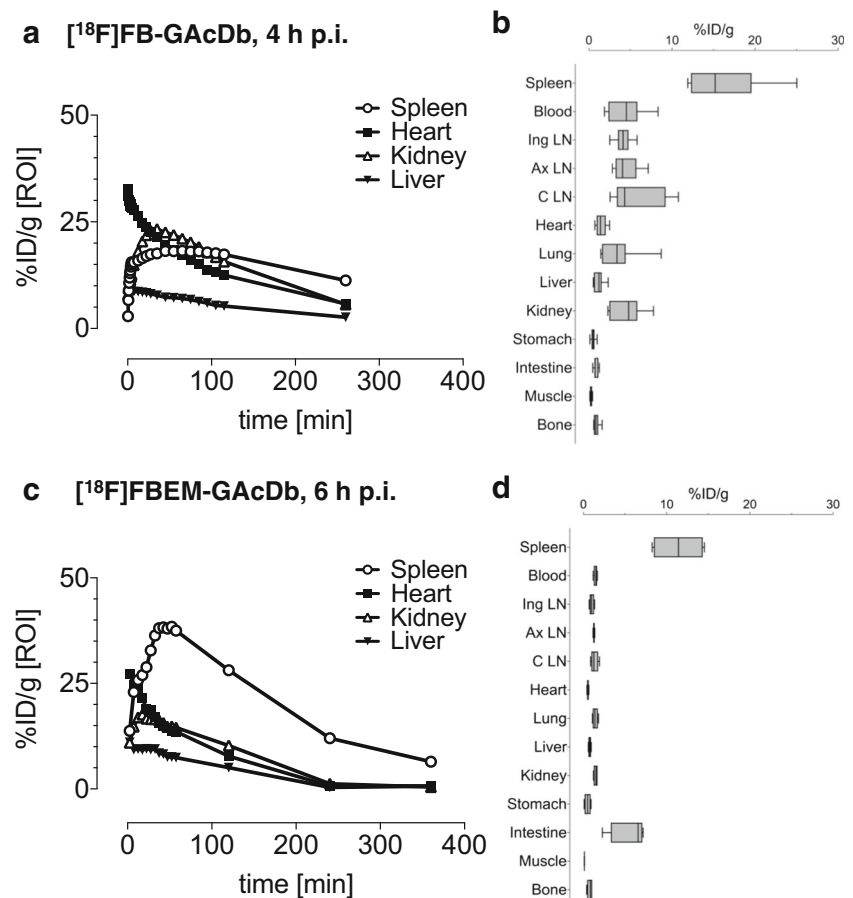 a [¹⁸F]FB-GAcDb, 4 h p.i.
Spleen
Heart
Kidney
Liver
%ID/g [ROI]
50
25
0
0 100 200 300 400
time [min]
b
%ID/g
0 10 20 30
Spleen
Blood
Ing LN
Ax LN
C LN
Heart
Lung
Liver
Kidney
Stomach
Intestine
Muscle
Bone
c [¹⁸F]FBEM-GAcDb, 6 h p.i.
Spleen
Heart
Kidney
Liver
%ID/g [ROI]
50
25
0
0 100 200 300 400
time [min]
d
%ID/g
0 10 20 30
Spleen
Blood
Ing LN
Ax LN
C LN
Heart
Lung
Liver
Kidney
Stomach
Intestine
Muscle
Bone